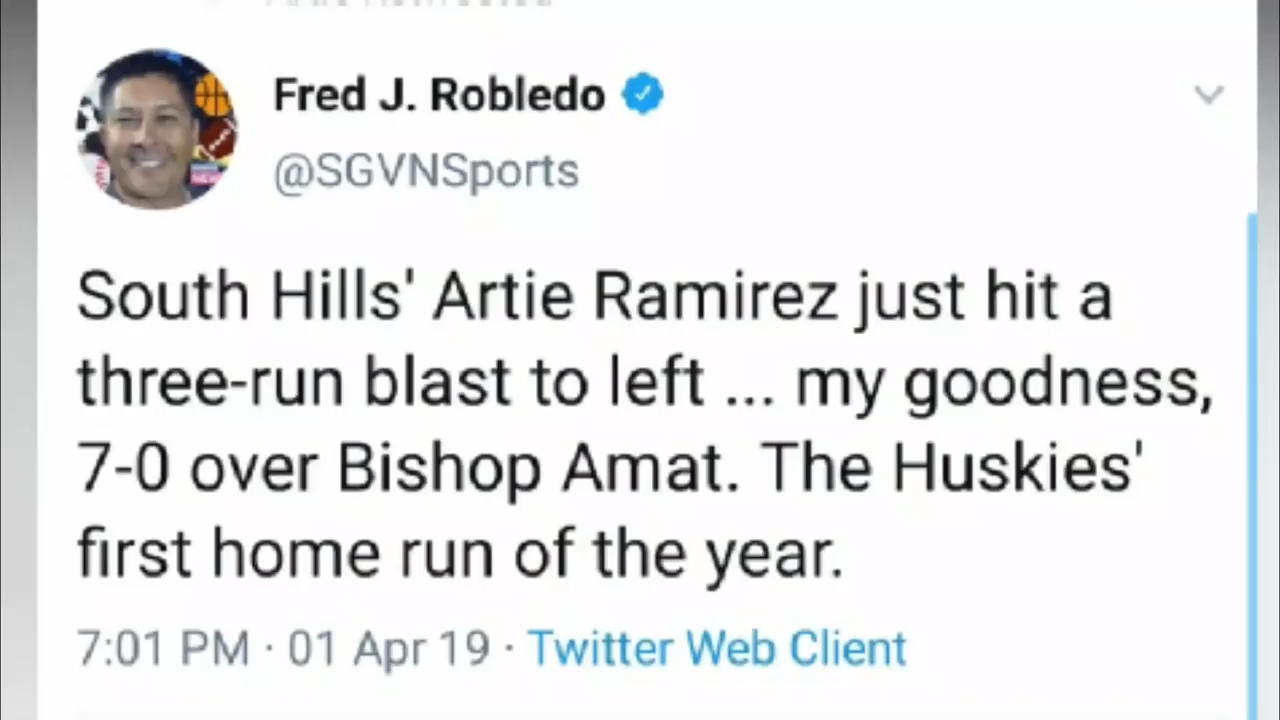 Fred J. Robledo
@SGVNSports
South Hills' Artie Ramirez just hit a
three-run blast to left ... my goodness,
7-0 over Bishop Amat. The Huskies'
first home run of the year.
7:01 PM · 01 Apr 19 · Twitter Web Client